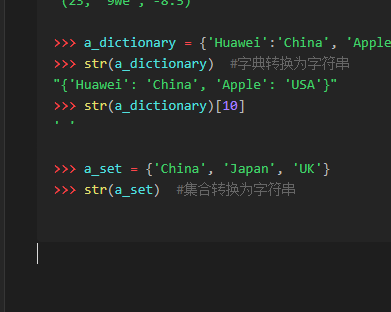 (23, '9we', -8.5)
>>> a_dictionary = {'Huawei':'China', 'Apple
>>> str(a_dictionary)  #字典转换为字符串
"{'Huawei': 'China', 'Apple': 'USA'}"
>>> str(a_dictionary)[10]
' '
>>> a_set = {'China', 'Japan', 'UK'}
>>> str(a_set)  #集合转换为字符串